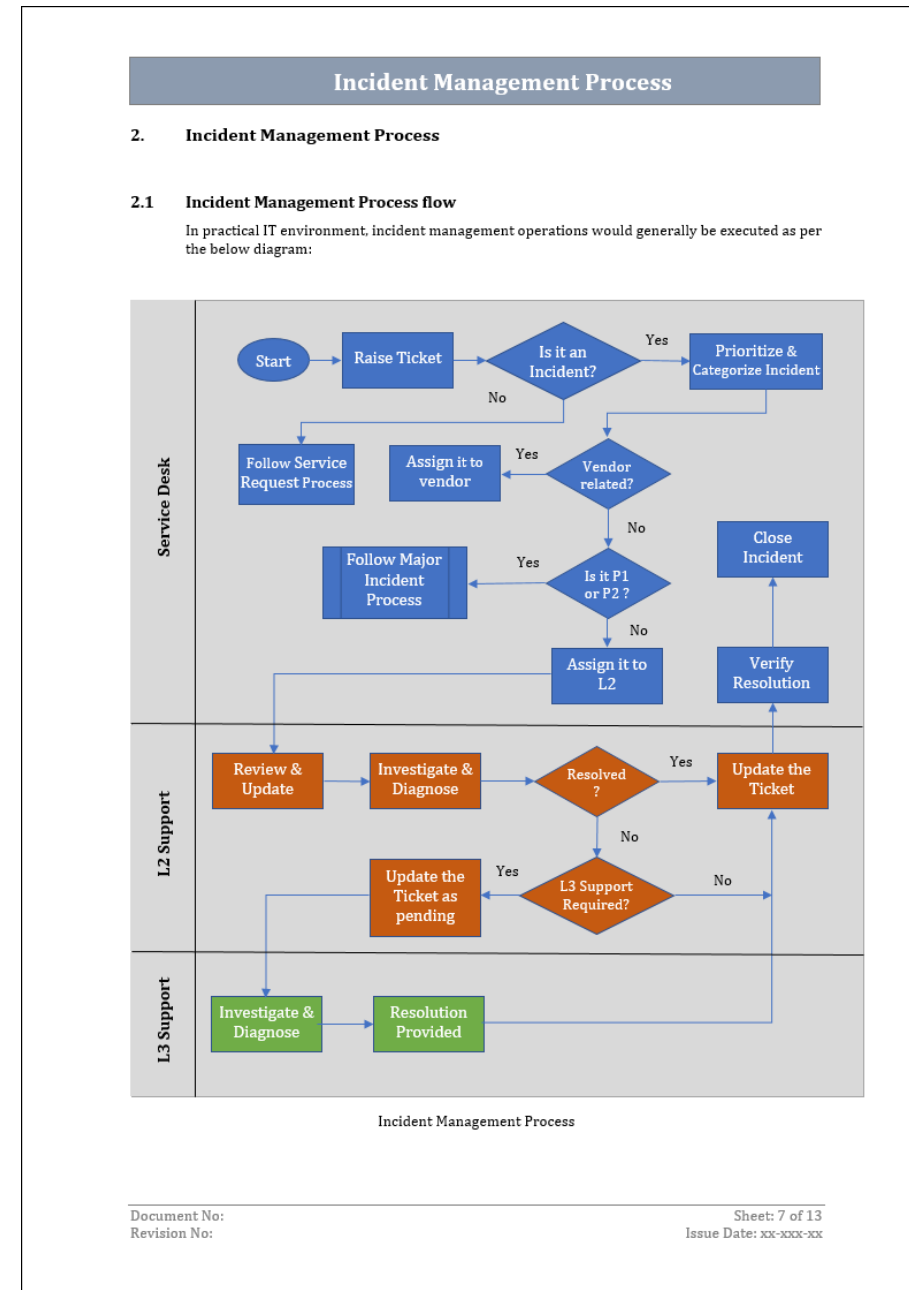 Incident Management Process
2. Incident Management Process
2.1 Incident Management Process flow
In practical IT environment, incident management operations would generally be executed as per
the below diagram:
Service Desk
Start
Raise Ticket
Is it an
Incident?
Yes
Prioritize &
Categorize Incident
No
Follow Service
Request Process
Assign it to
vendor
Yes
Vendor
related?
No
Close
Incident
Follow Major
Incident
Process
Yes
Is it P1
or P2 ?
No
Assign it to
L2
Verify
Resolution
L2 Support
Review &
Update
Investigate &
Diagnose
Resolved
?
Yes
Update the
Ticket
No
Update the
Ticket as
pending
Yes
L3 Support
Required?
No
L3 Support
Investigate &
Diagnose
Resolution
Provided
Incident Management Process
Document No:
Sheet: 7 of 13
Revision No:
Issue Date: xx-xxx-xx